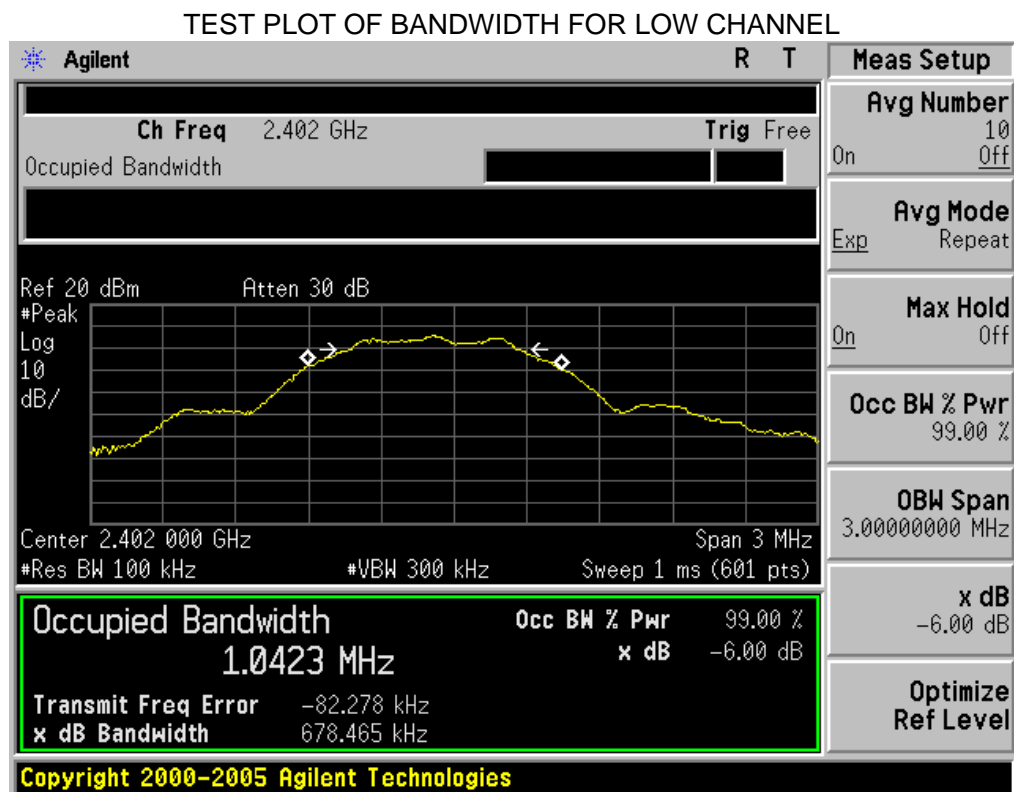 TEST PLOT OF BANDWIDTH FOR LOW CHANNEL
Agilent R T Meas Setup
Avg Number
10
On Off
Ch Freq 2.402 GHz Trig Free
Occupied Bandwidth
Avg Mode
Exp Repeat
Ref 20 dBm Atten 30 dB
#Peak
Log
10
dB/
Max Hold
On Off
Occ BW % Pwr
99.00 %
OBW Span
3.00000000 MHz
Center 2.402 000 GHz Span 3 MHz
#Res BW 100 kHz #VBW 300 kHz Sweep 1 ms (601 pts)
x dB
-6.00 dB
Occupied Bandwidth Occ BW % Pwr 99.00 %
1.0423 MHz x dB -6.00 dB
Transmit Freq Error -82.278 kHz
x dB Bandwidth 678.465 kHz
Optimize
Ref Level
Copyright 2000-2005 Agilent Technologies